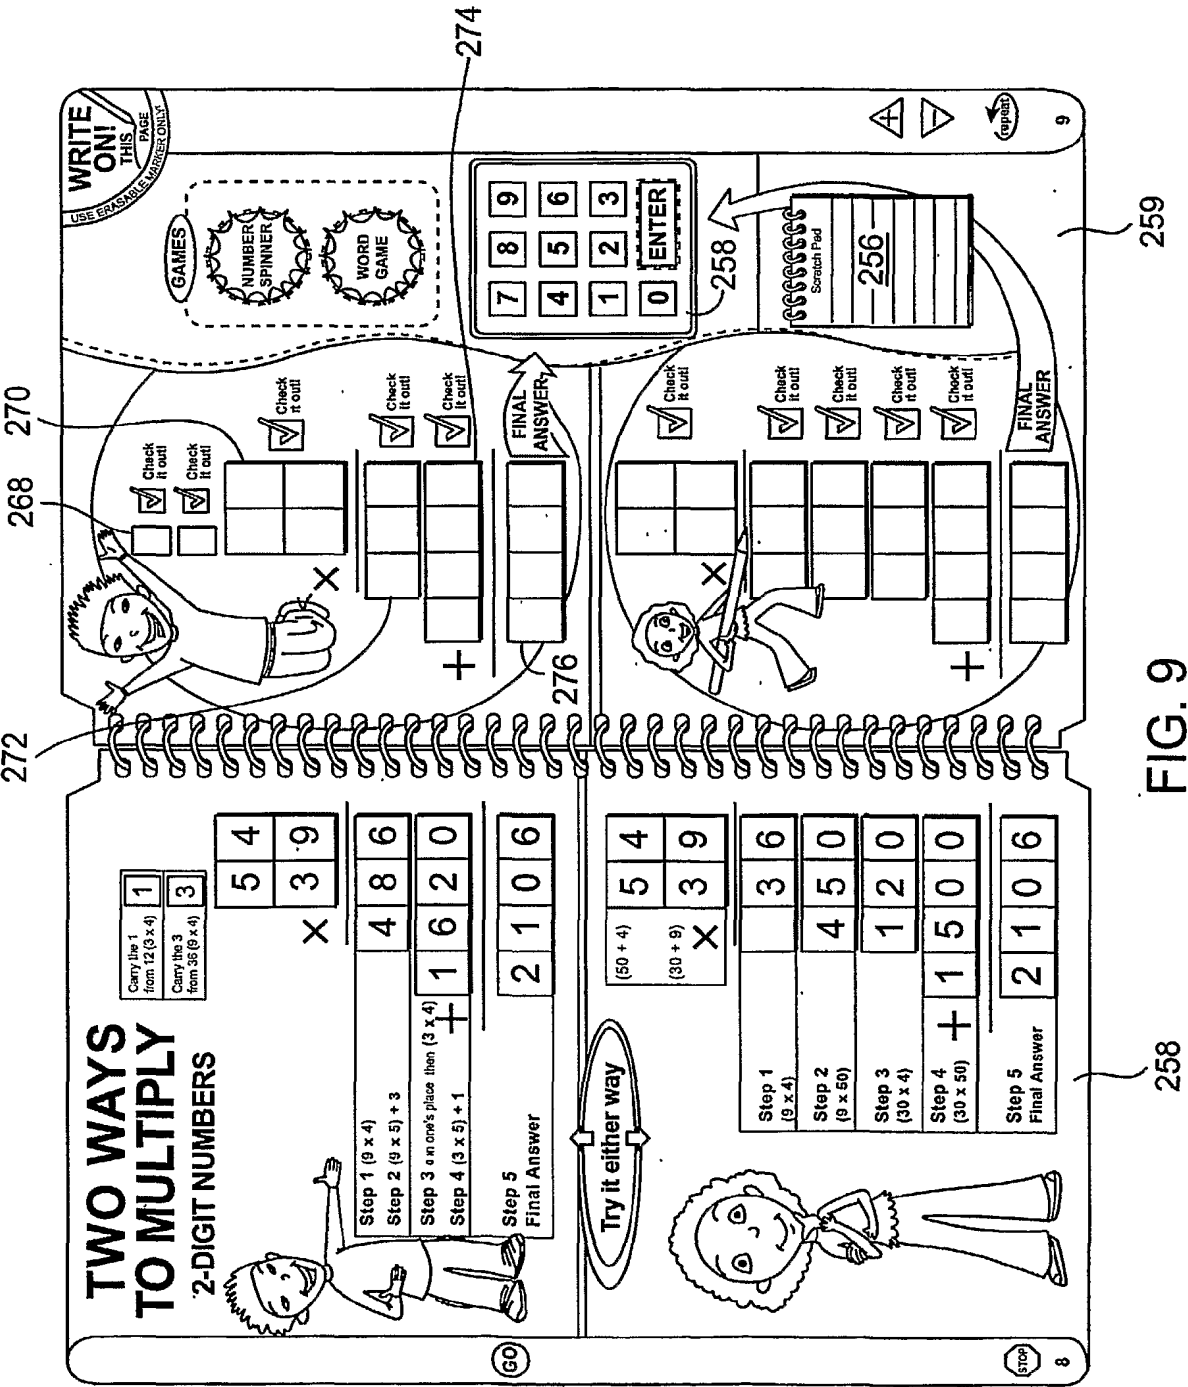 TWO WAYS
TO MULTIPLY
2-DIGIT NUMBERS
Carry the 1
from 12 (3 x 4)
1
Carry the 3
from 36 (9 x 4)
3
5 4
× 3 9
Step 1 (9 x 4)
Step 2 (9 x 5) + 3
4 8 6
Step 3 in one's place then (3 x 4)
Step 4 (3 x 5) + 1
+ 1 6 2 0
Step 5
Final Answer
2 1 0 6
Try it either way
(50 + 4)
5 4
(30 + 9)
× 3 9
Step 1
(9 x 4)
3 6
Step 2
(9 x 50)
4 5 0
Step 3
(30 x 4)
1 2 0
Step 4
(30 x 50)
+ 1 5 0 0
Step 5
Final Answer
2 1 0 6
GO
STOP
8
258
272
268
270
274
WRITE
ON!
THIS
PAGE
USE ERASABLE MARKER ONLY!
Check
it out!
Check
it out!
×
Check
it out!
Check
it out!
+
Check
it out!
FINAL
ANSWER
276
GAMES
NUMBER
SPINNER
WORD
GAME
7 8 9
4 5 6
1 2 3
0 ENTER
258
×
Check
it out!
Check
it out!
Check
it out!
Check
it out!
+
Check
it out!
FINAL
ANSWER
Scratch Pad
256
+
−
repeat
9
259
FIG. 9